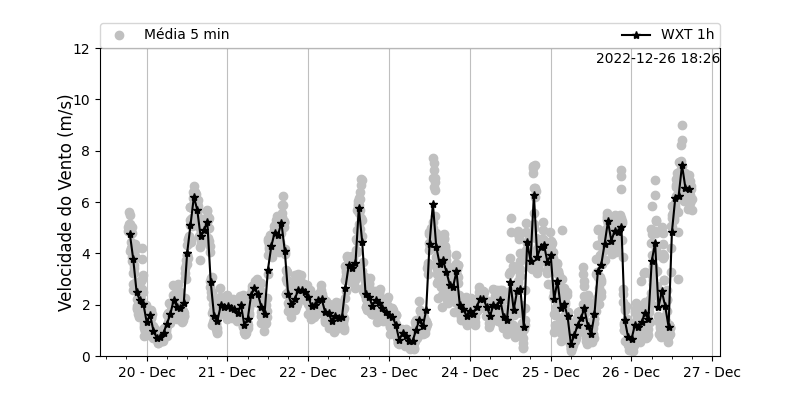 Média 5 min WXT 1h
2022-12-26 18:26
Velocidade do Vento (m/s)
12
10
8
6
4
2
0
20 - Dec 21 - Dec 22 - Dec 23 - Dec 24 - Dec 25 - Dec 26 - Dec 27 - Dec